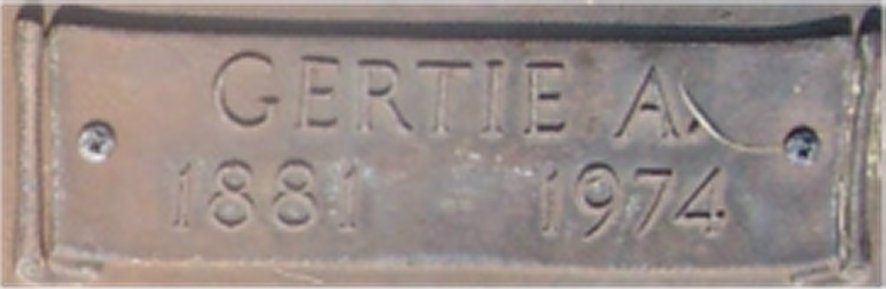 GERTIE A.
1881 - 1974